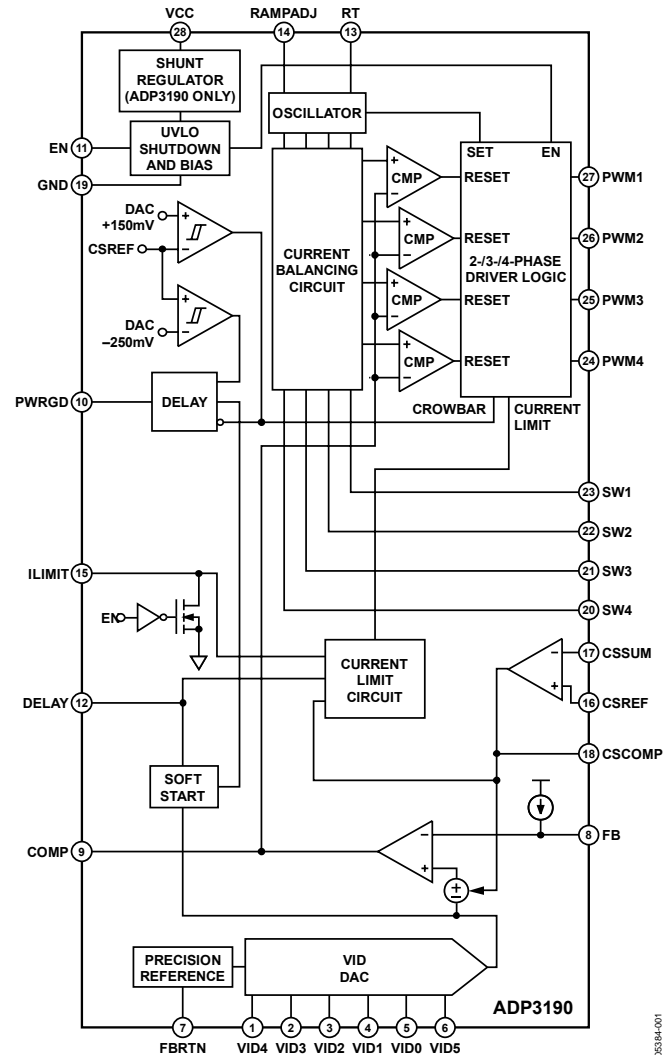 VCC RAMPADJ RT
28 14 13
SHUNT
REGULATOR
(ADP3190 ONLY)
OSCILLATOR
UVLO
SHUTDOWN
AND BIAS
EN 11
GND 19
SET EN
CMP RESET 27 PWM1
CMP RESET 26 PWM2
CMP RESET 25 PWM3
CMP RESET 24 PWM4
+ –
+ –
+ –
+ –
2-/3-/4-PHASE
DRIVER LOGIC
CURRENT
BALANCING
CIRCUIT
DAC
+150mV
+
CSREF
–
+
DAC
–250mV
–
PWRGD 10
DELAY
CROWBAR
CURRENT
LIMIT
23 SW1
22 SW2
21 SW3
20 SW4
ILIMIT 15
EN
CURRENT
LIMIT
CIRCUIT
– 17 CSSUM
+ 16 CSREF
DELAY 12
18 CSCOMP
SOFT
START
COMP 9
–
+
+
–
8 FB
PRECISION
REFERENCE
VID
DAC
ADP3190
7 1 2 3 4 5 6
FBRTN VID4 VID3 VID2 VID1 VID0 VID5
05384-001